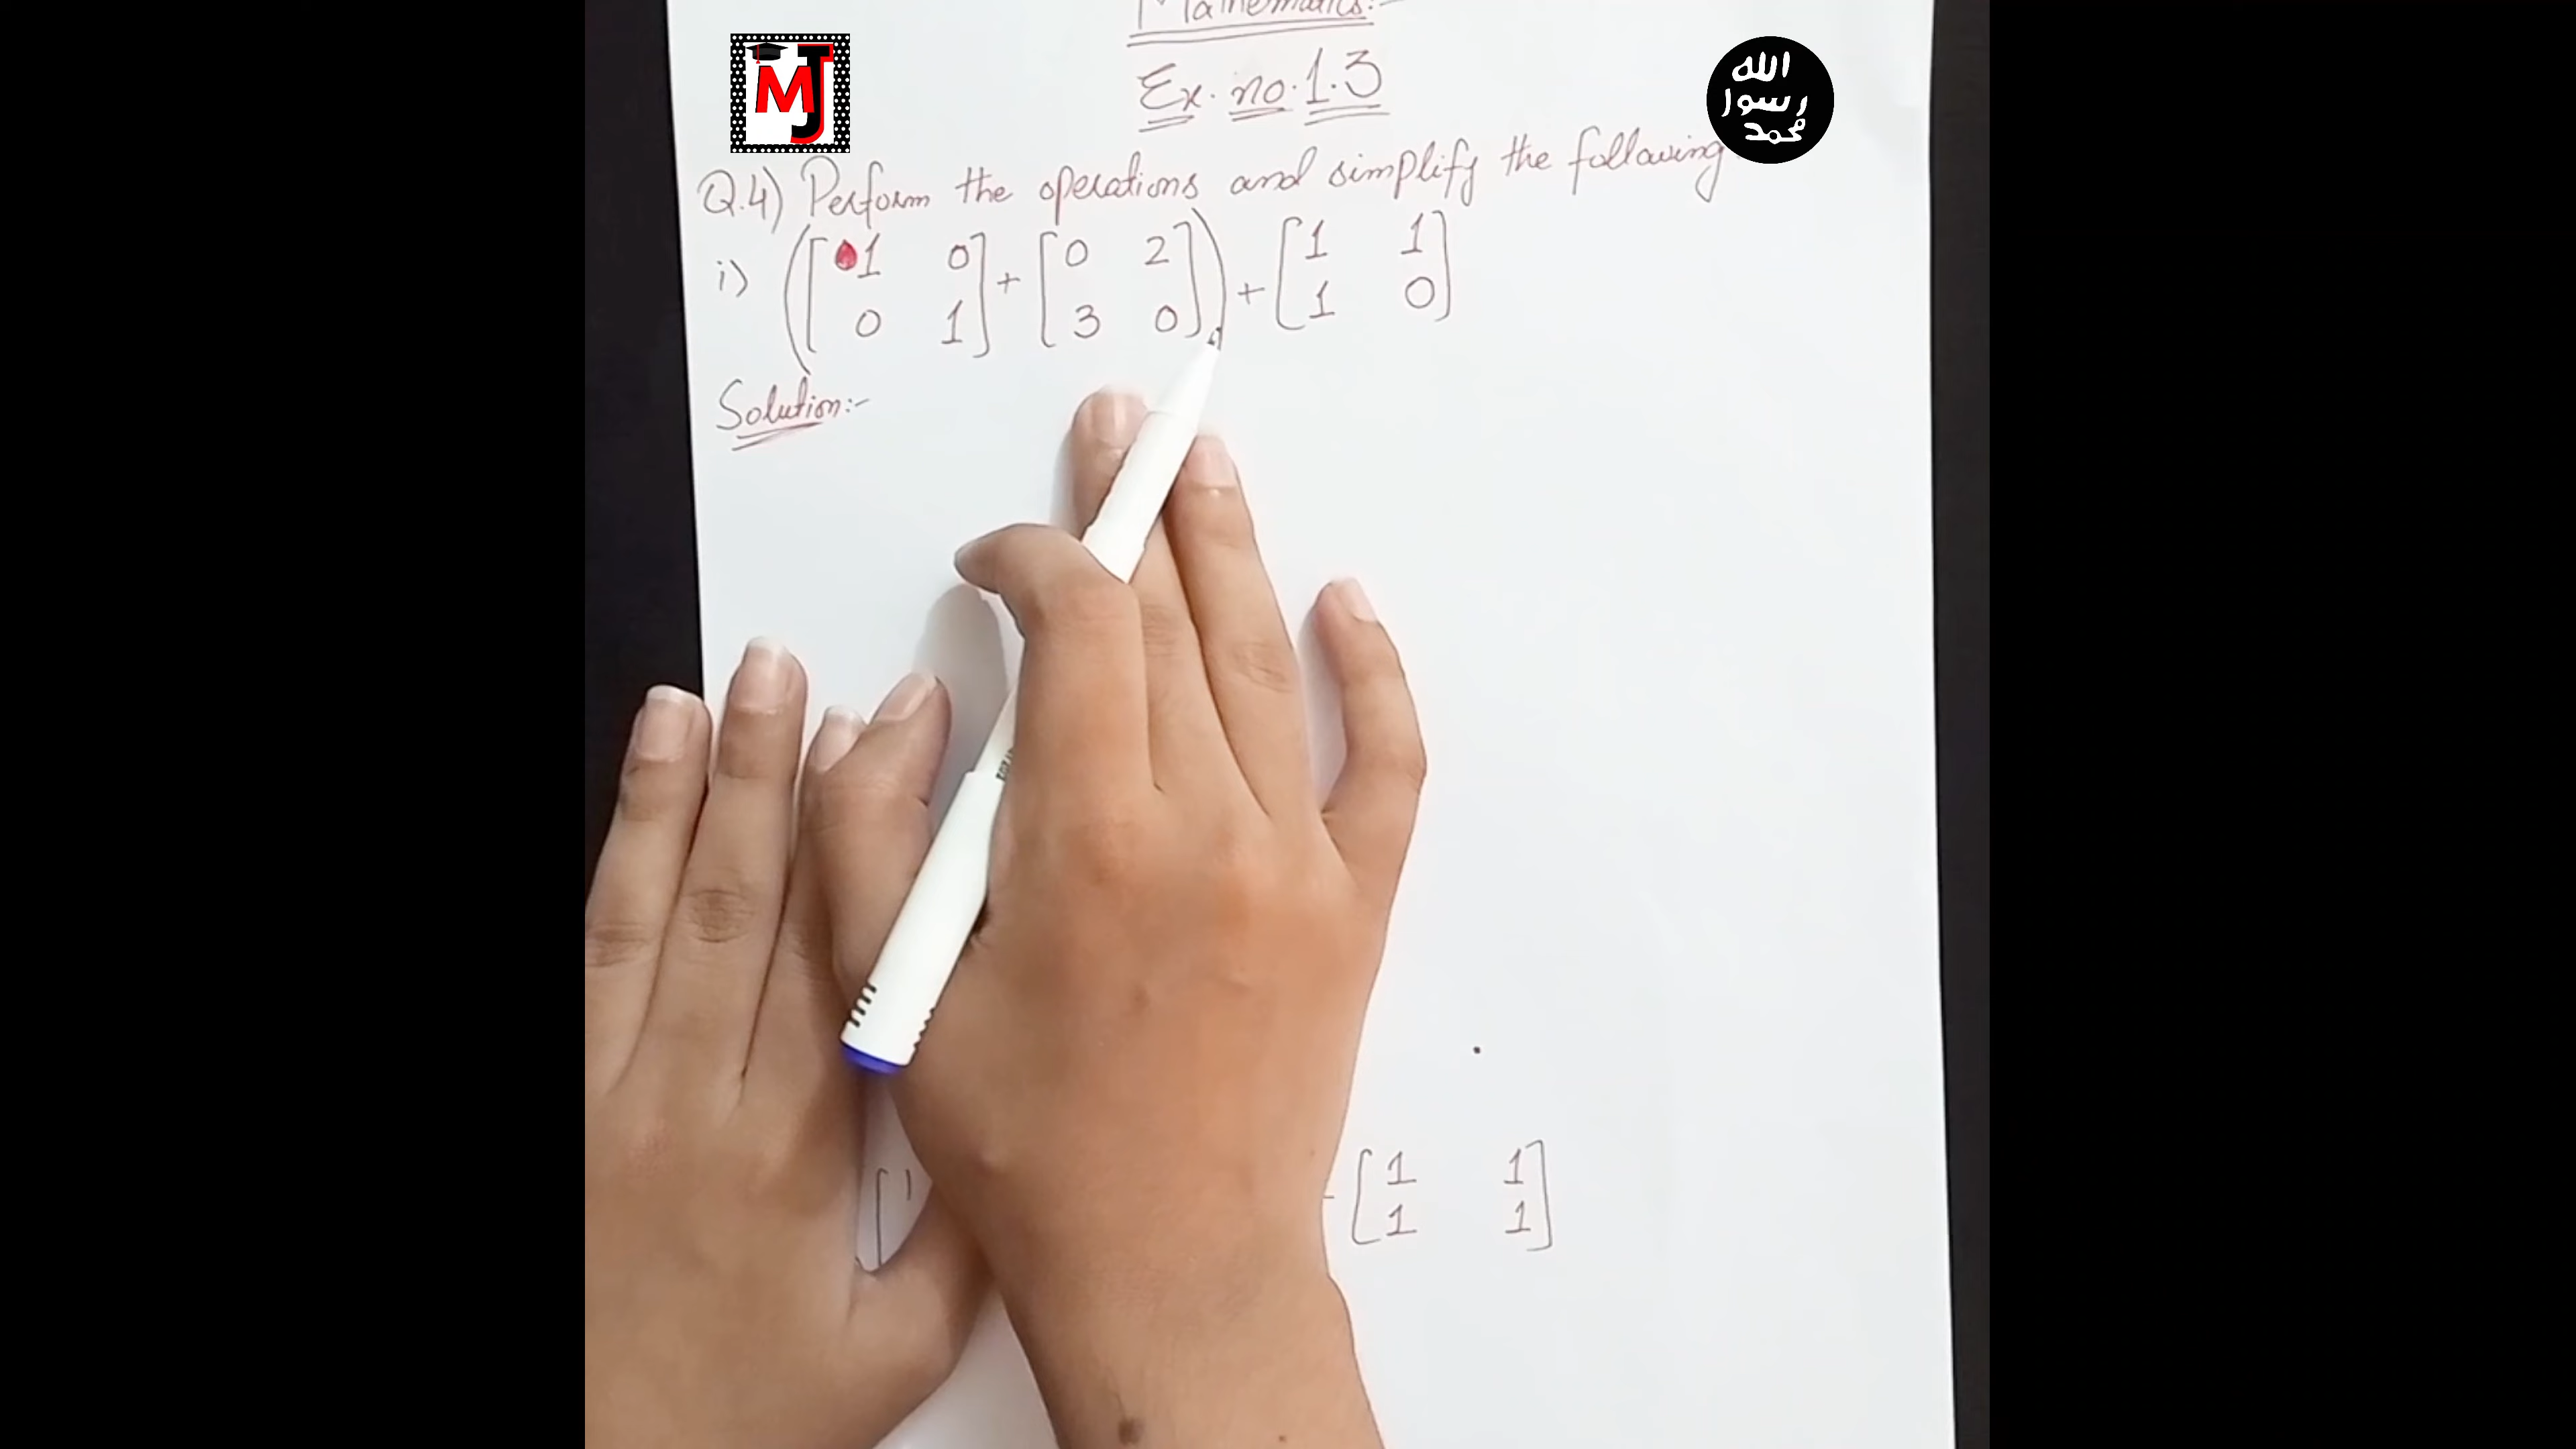 Mathematics:-
Ex. no. 1.3
MJ
الله
رسول
محمد
Q.4) Perform the operations and simplify the following
i) ([1 0] + [0 2]) + [1 1]
[0 1] [3 0] [1 0]
Solution:-
[1 1]
[1 1]